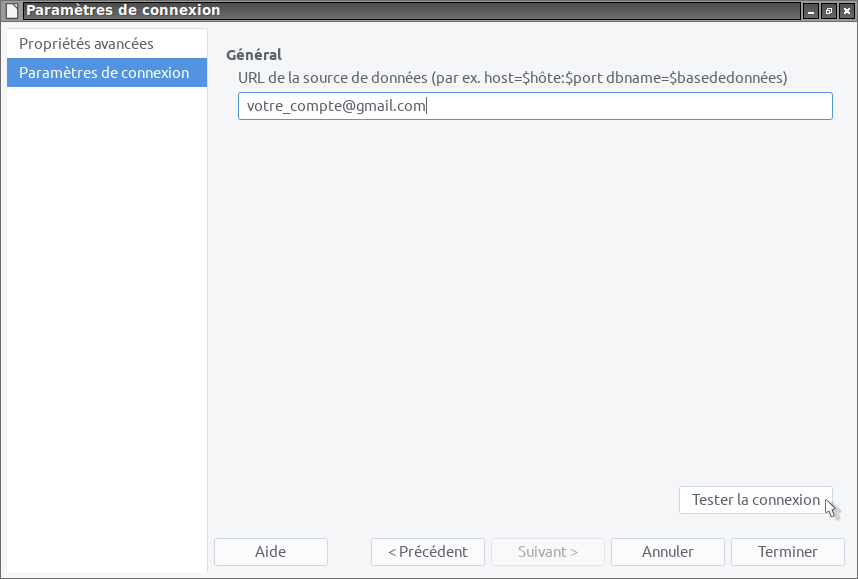 Paramètres de connexion
Propriétés avancées
Paramètres de connexion
Général
URL de la source de données (par ex. host=$hôte:$port dbname=$basededonnées)
votre_compte@gmail.com
Tester la connexion
Aide
< Précédent
Suivant >
Annuler
Terminer